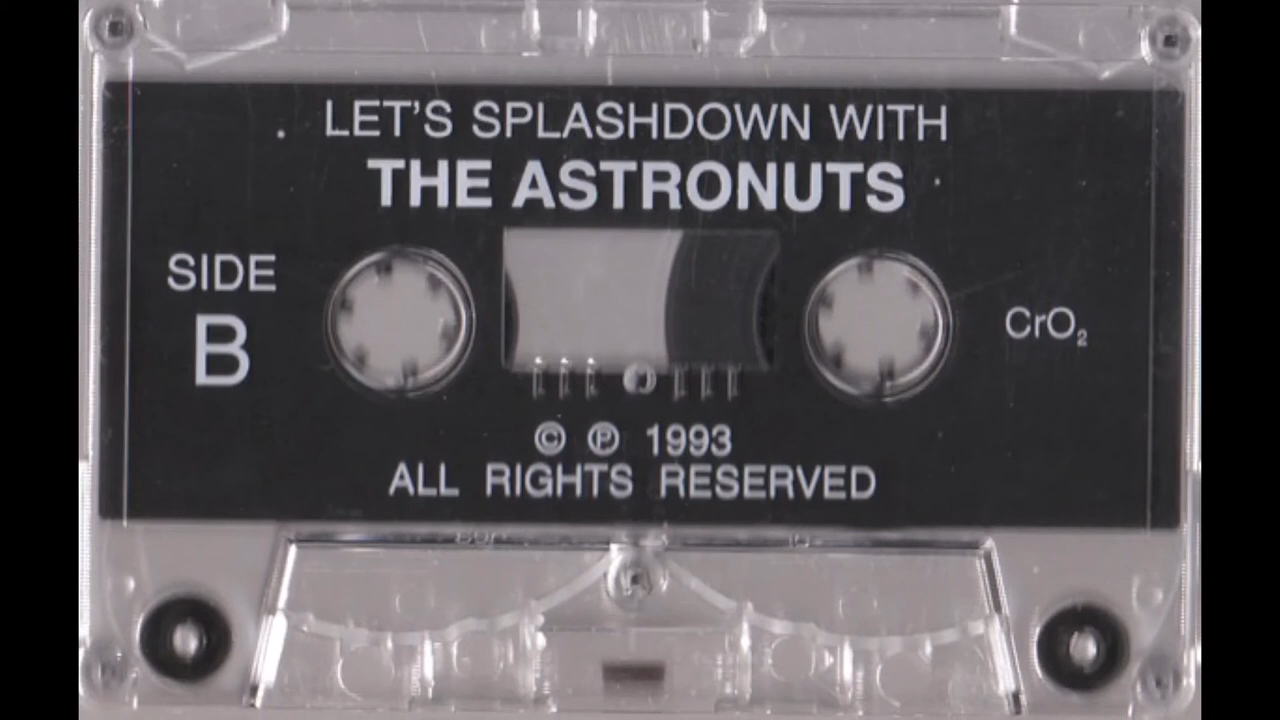 LET'S SPLASHDOWN WITH
THE ASTRONUTS
SIDE
B
CrO₂
© ℗ 1993
ALL RIGHTS RESERVED